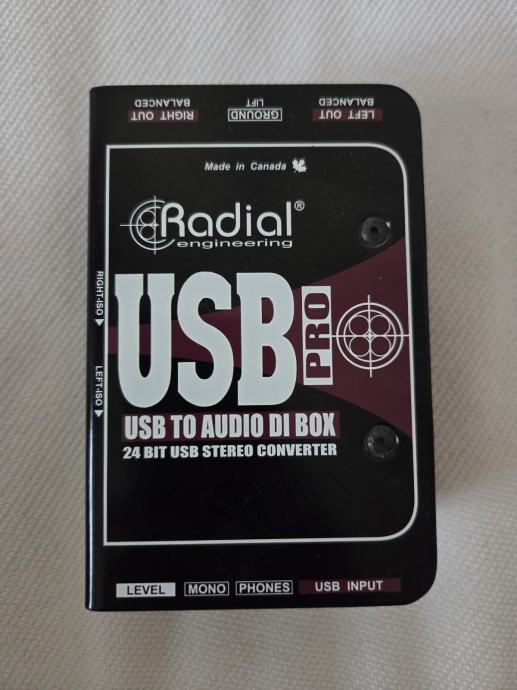 RIGHT OUT
BALANCED
GROUND
LIFT
LEFT OUT
BALANCED
Made in Canada
Radial®
engineering
RIGHT-ISO
LEFT-ISO
USB
PRO
USB TO AUDIO DI BOX
24 BIT USB STEREO CONVERTER
LEVEL MONO PHONES USB INPUT